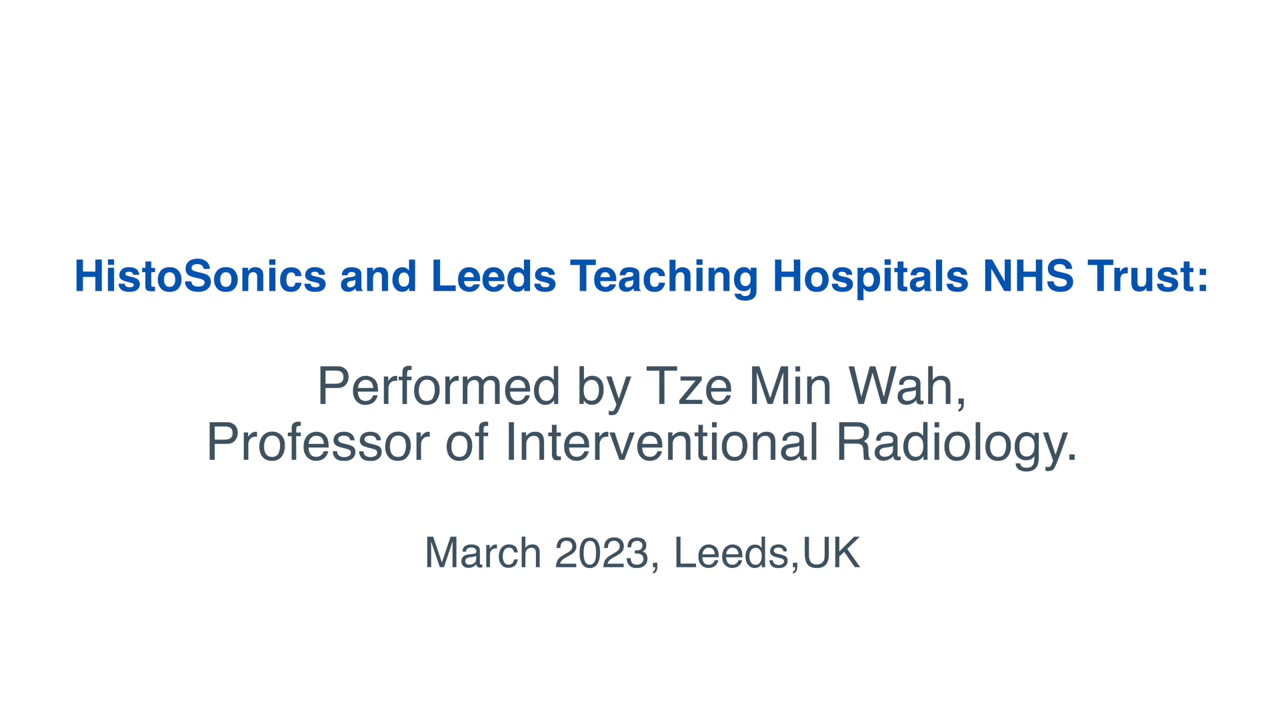 HistoSonics and Leeds Teaching Hospitals NHS Trust:
Performed by Tze Min Wah,
Professor of Interventional Radiology.
March 2023, Leeds,UK